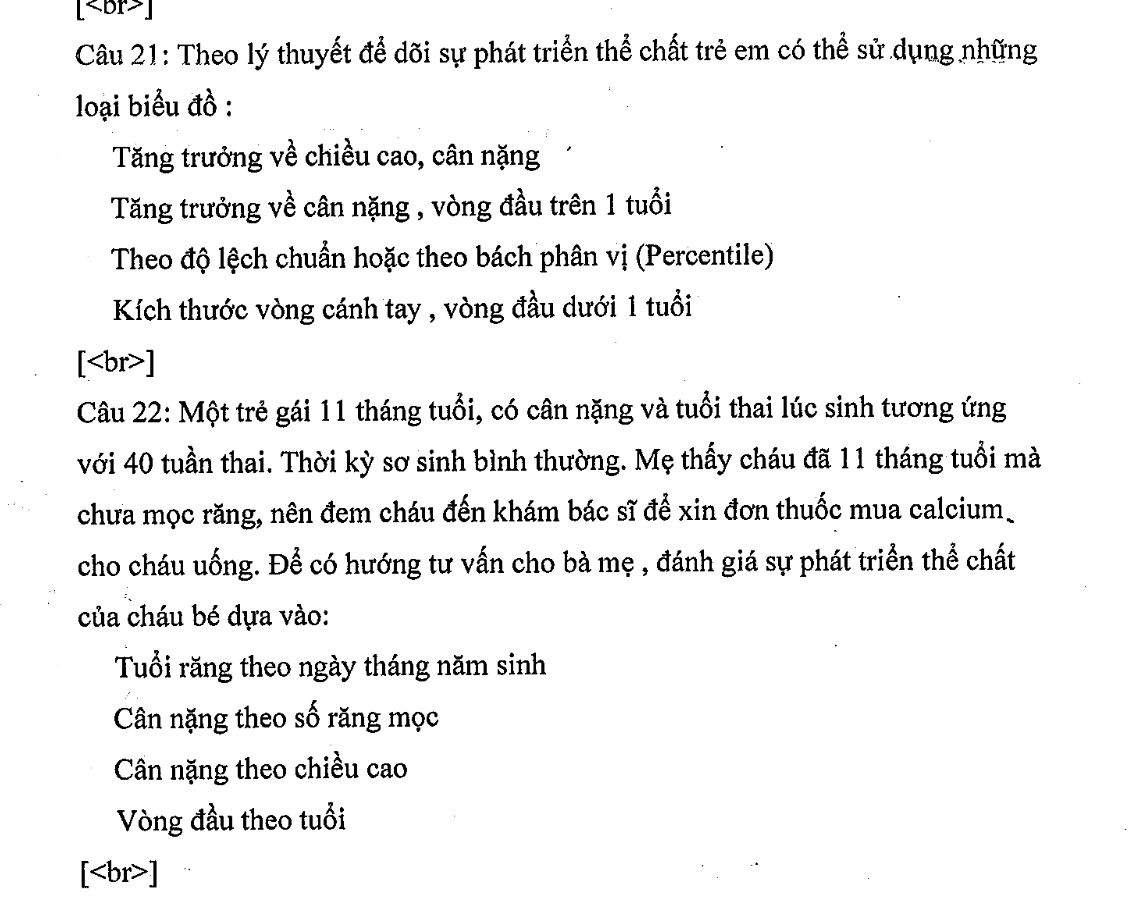 [<br>]
Câu 21: Theo lý thuyết để dõi sự phát triển thể chất trẻ em có thể sử dụng những
loại biểu đồ :
Tăng trưởng về chiều cao, cân nặng
Tăng trưởng về cân nặng , vòng đầu trên 1 tuổi
Theo độ lệch chuẩn hoặc theo bách phân vị (Percentile)
Kích thước vòng cánh tay , vòng đầu dưới 1 tuổi
[<br>]
Câu 22: Một trẻ gái 11 tháng tuổi, có cân nặng và tuổi thai lúc sinh tương ứng
với 40 tuần thai. Thời kỳ sơ sinh bình thường. Mẹ thấy cháu đã 11 tháng tuổi mà
chưa mọc răng, nên đem cháu đến khám bác sĩ để xin đơn thuốc mua calcium
cho cháu uống. Để có hướng tư vấn cho bà mẹ , đánh giá sự phát triển thể chất
của cháu bé dựa vào:
Tuổi răng theo ngày tháng năm sinh
Cân nặng theo số răng mọc
Cân nặng theo chiều cao
Vòng đầu theo tuổi
[<br>]